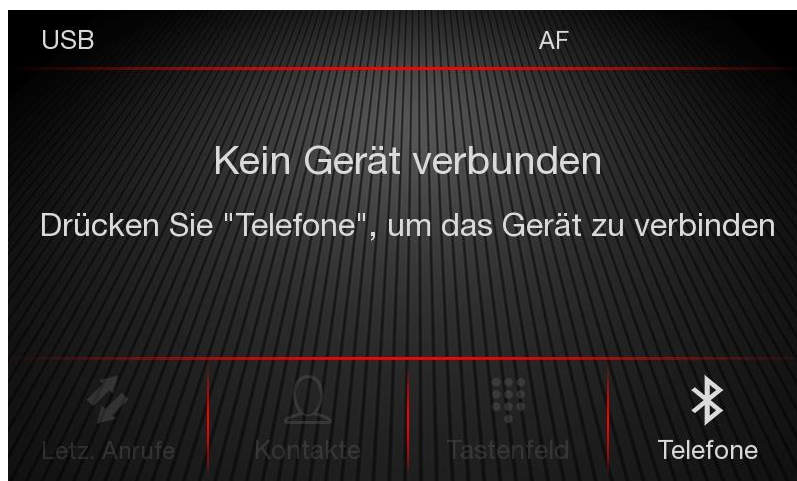 USB
AF
Kein Gerät verbunden
Drücken Sie "Telefone", um das Gerät zu verbinden
Letz. Anrufe
Kontakte
Tastenfeld
Telefone